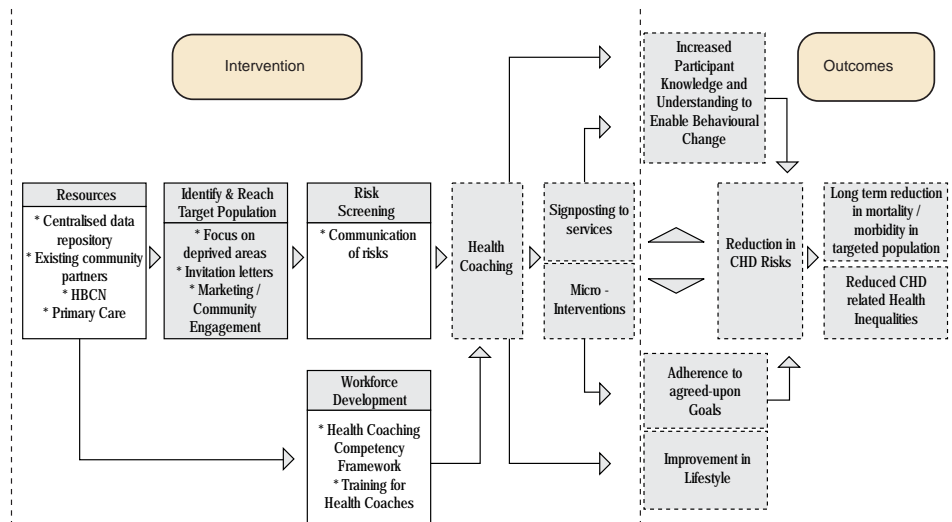 Intervention
Outcomes
Increased
Participant
Knowledge and
Understanding to
Enable Behavioural
Change
Resources
* Centralised data
repository
* Existing community
partners
* HBCN
* Primary Care
Identify & Reach
Target Population
* Focus on
deprived areas
* Invitation letters
* Marketing /
Community
Engagement
Risk
Screening
* Communication
of risks
Health
Coaching
Signposting to
services
Micro -
Interventions
Reduction in
CHD Risks
Long term reduction
in mortality /
morbidity in
targeted population
Reduced CHD
related Health
Inequalities
Workforce
Development
* Health Coaching
Competency
Framework
* Training for
Health Coaches
Adherence to
agreed-upon
Goals
Improvement in
Lifestyle